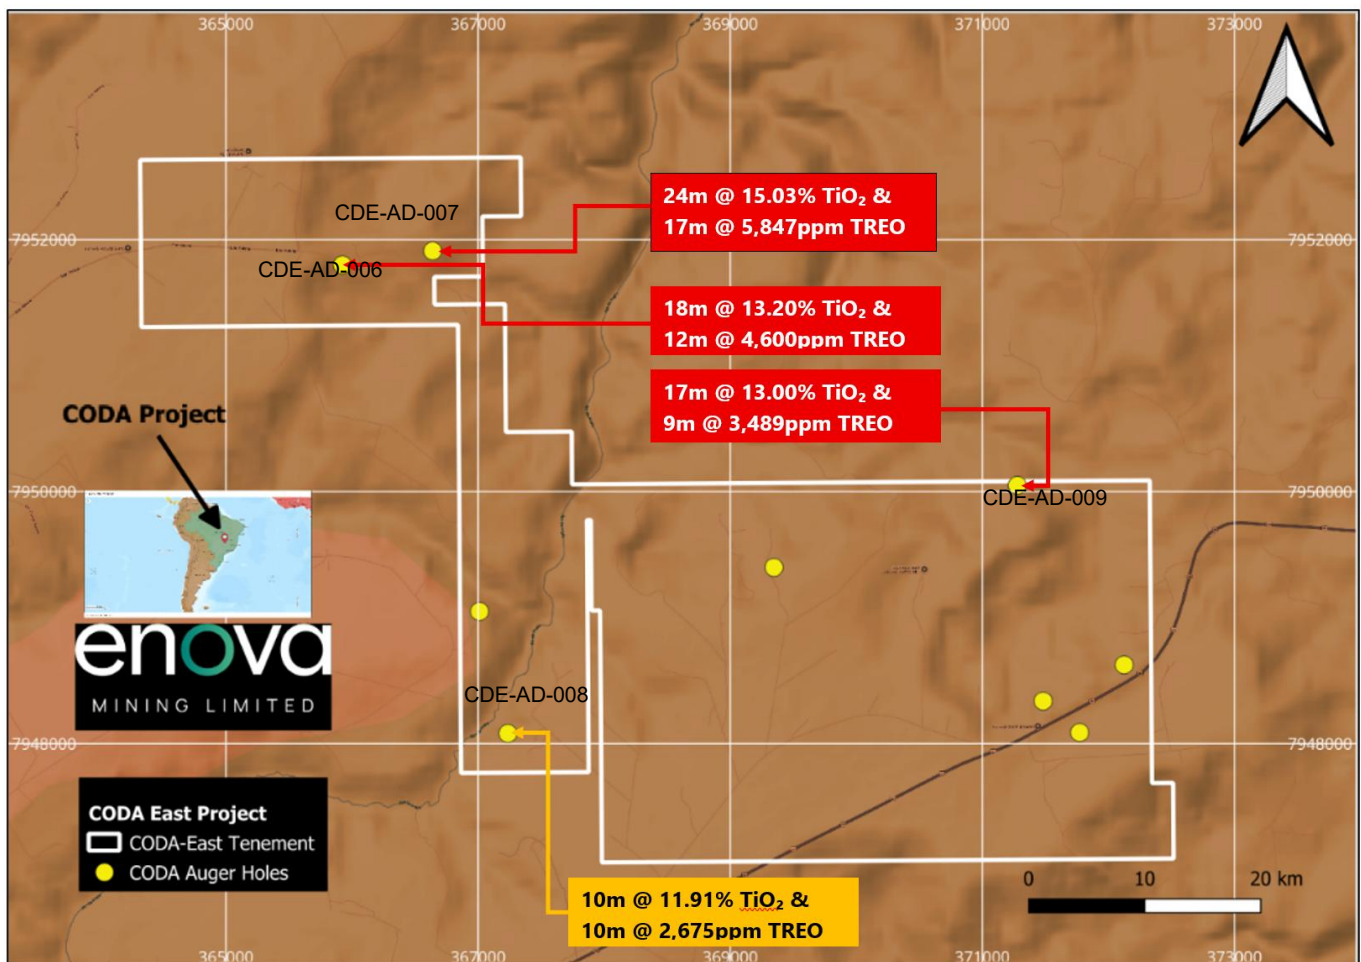 365000
367000
369000
371000
373000
CDE-AD-007
24m @ 15.03% TiO₂ &
17m @ 5,847ppm TREO
7952000
7952000
CDE-AD-006
18m @ 13.20% TiO₂ &
12m @ 4,600ppm TREO
17m @ 13.00% TiO₂ &
9m @ 3,489ppm TREO
CODA Project
7950000
7950000
CDE-AD-009
enova
MINING LIMITED
CDE-AD-008
7948000
7948000
CODA East Project
CODA-East Tenement
CODA Auger Holes
10m @ 11.91% TiO₂ &
10m @ 2,675ppm TREO
0
10
20 km
365000
367000
369000
371000
373000